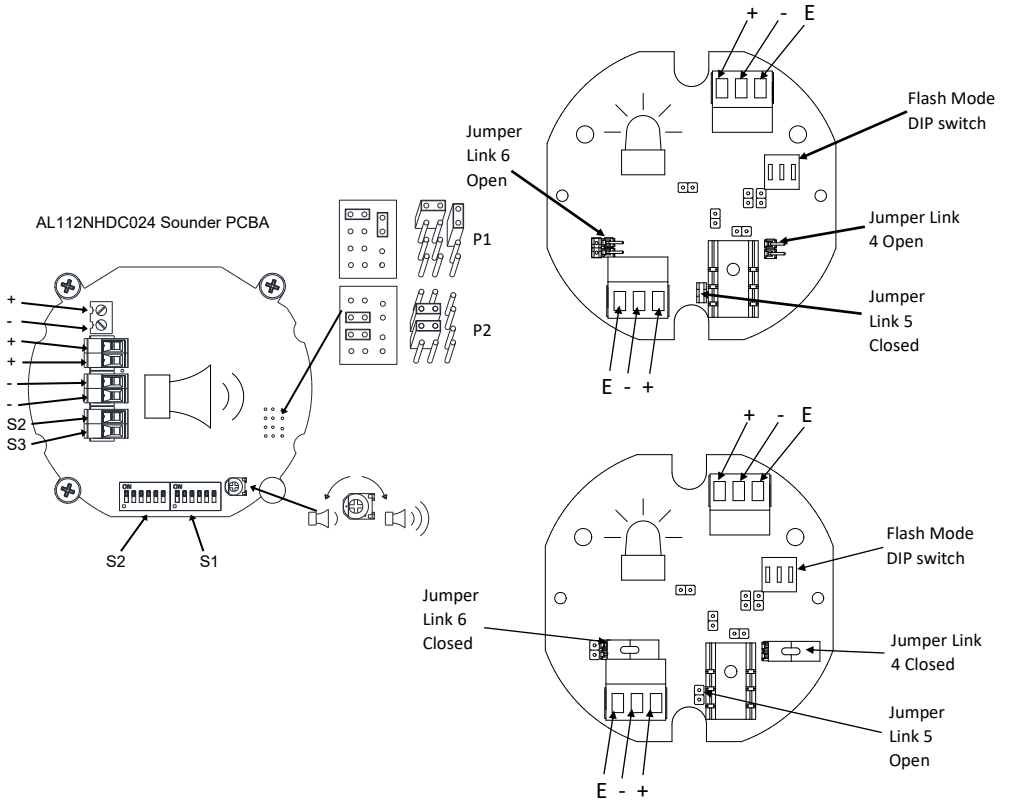 AL112NHDC024 Sounder PCBA
+
-
+
+
-
-
S2
S3
ON
ON
S2
S1
P1
P2
+ - E
Flash Mode
DIP switch
Jumper
Link 6
Open
Jumper Link
4 Open
Jumper
Link 5
Closed
E - +
+ - E
Flash Mode
DIP switch
Jumper
Link 6
Closed
Jumper Link
4 Closed
Jumper
Link 5
Open
E - +